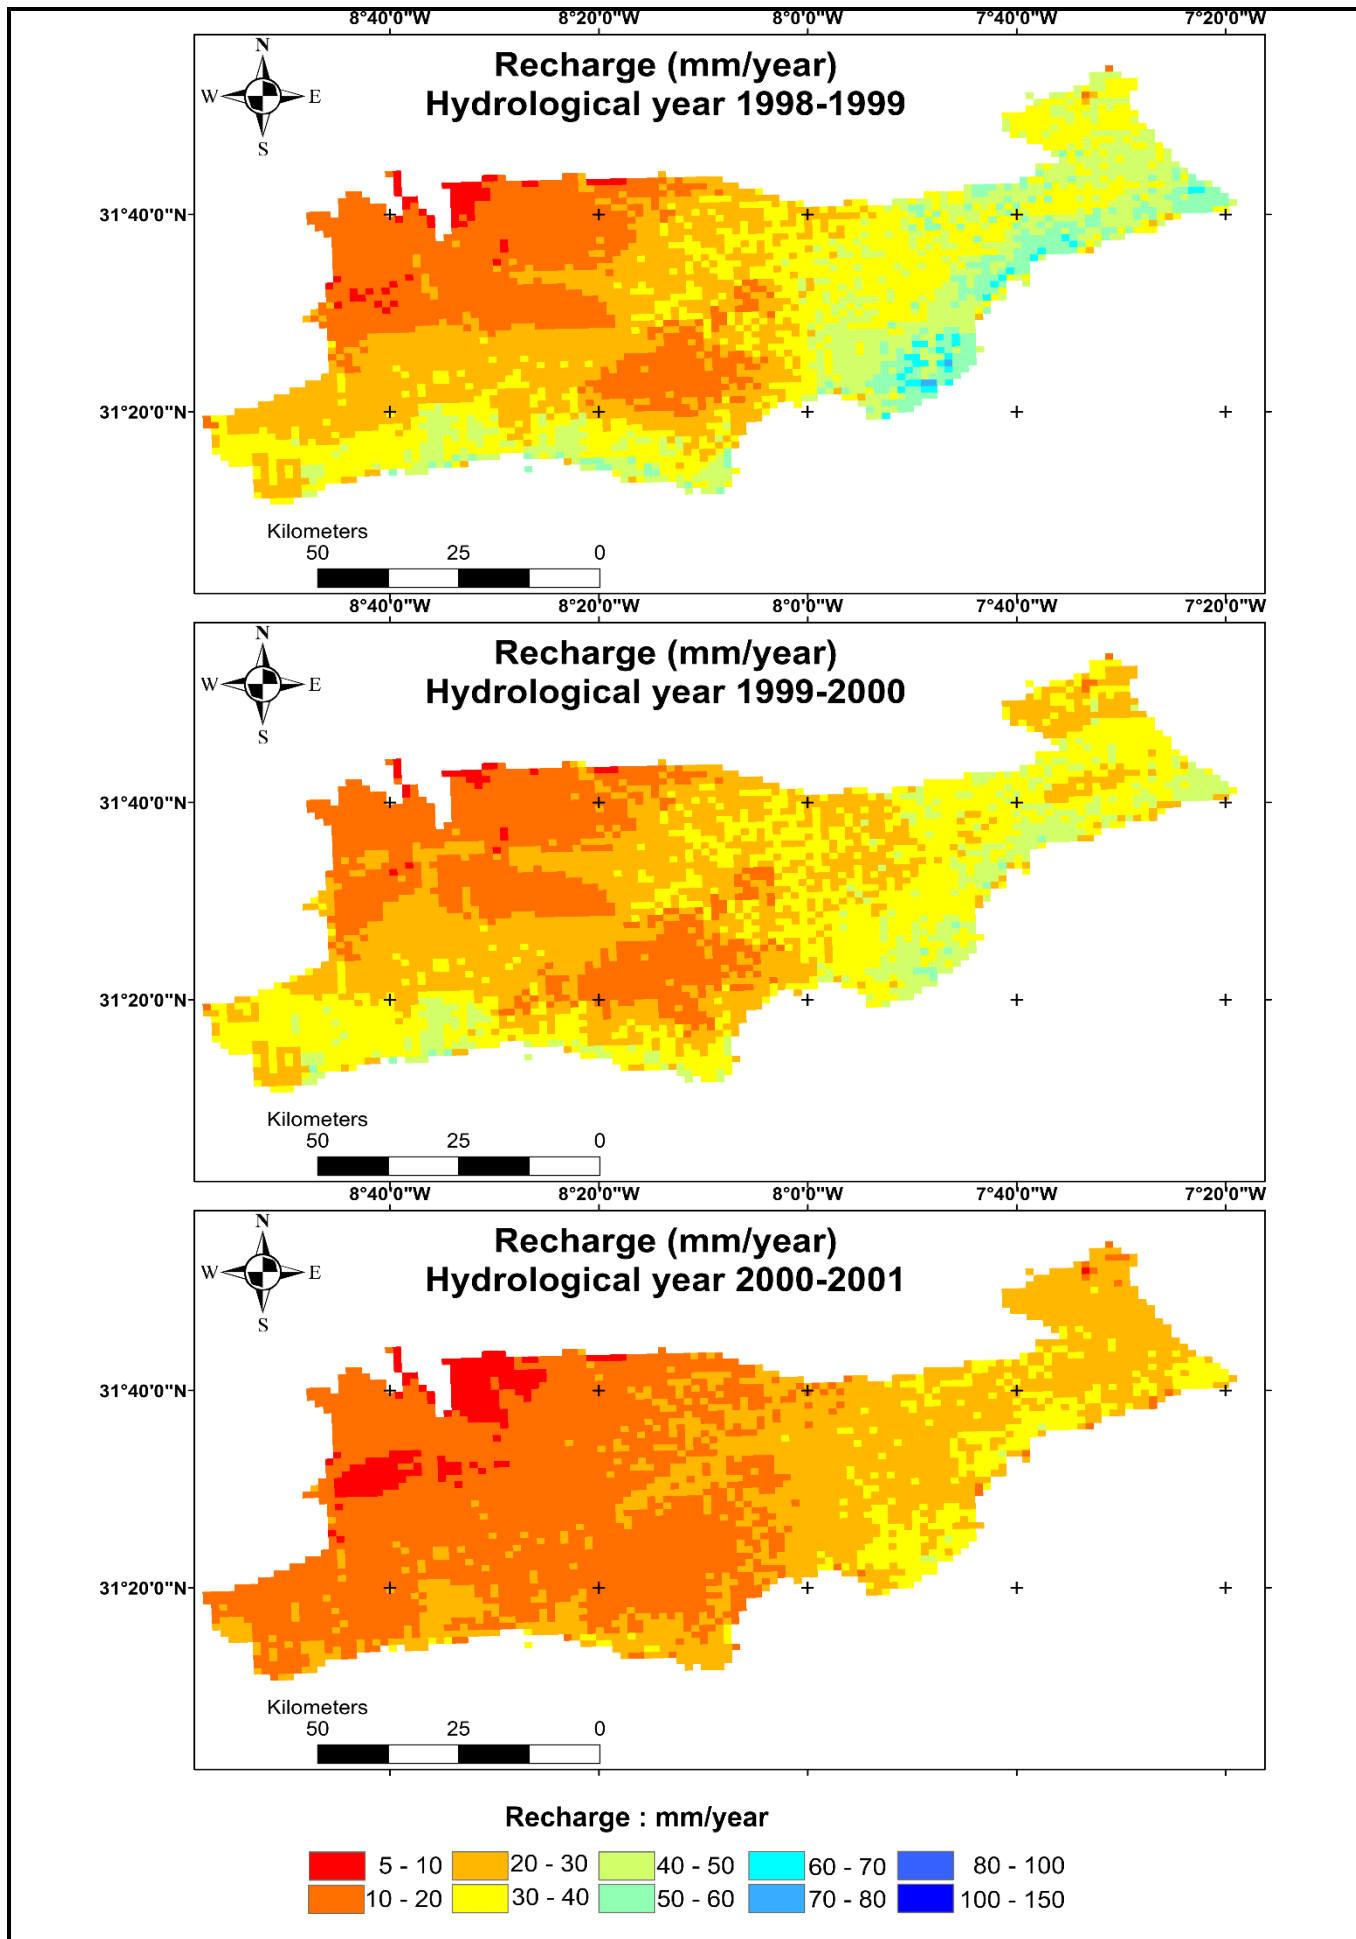 8°40'0"W 8°20'0"W 8°0'0"W 7°40'0"W 7°20'0"W
N
W E
S
Recharge (mm/year)
Hydrological year 1998-1999
31°40'0"N
31°20'0"N
Kilometers
50 25 0
8°40'0"W 8°20'0"W 8°0'0"W 7°40'0"W 7°20'0"W
N
W E
S
Recharge (mm/year)
Hydrological year 1999-2000
31°40'0"N
31°20'0"N
Kilometers
50 25 0
8°40'0"W 8°20'0"W 8°0'0"W 7°40'0"W 7°20'0"W
N
W E
S
Recharge (mm/year)
Hydrological year 2000-2001
31°40'0"N
31°20'0"N
Kilometers
50 25 0
Recharge : mm/year
5 - 10 20 - 30 40 - 50 60 - 70 80 - 100
10 - 20 30 - 40 50 - 60 70 - 80 100 - 150